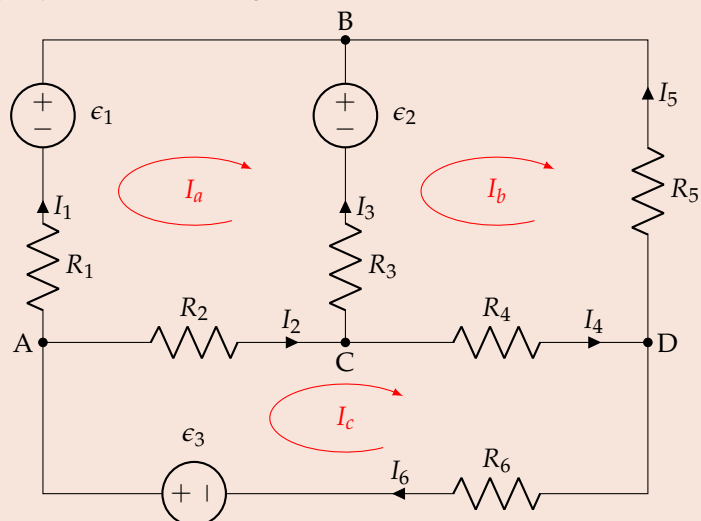 B
+
− ϵ1
+
− ϵ2
I5
Ia
Ib
I1
I3
R5
R1
R3
R2
I2
R4
I4
A
C
D
Ic
ϵ3
+ −
I6
R6